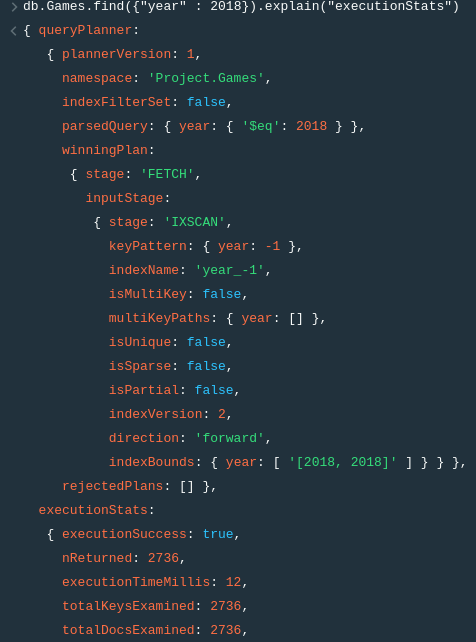 > db.Games.find({"year" : 2018}).explain("executionStats")
< { queryPlanner:
{ plannerVersion: 1,
namespace: 'Project.Games',
indexFilterSet: false,
parsedQuery: { year: { '$eq': 2018 } },
winningPlan:
{ stage: 'FETCH',
inputStage:
{ stage: 'IXSCAN',
keyPattern: { year: -1 },
indexName: 'year_-1',
isMultiKey: false,
multiKeyPaths: { year: [] },
isUnique: false,
isSparse: false,
isPartial: false,
indexVersion: 2,
direction: 'forward',
indexBounds: { year: [ '[2018, 2018]' ] } } },
rejectedPlans: [] },
executionStats:
{ executionSuccess: true,
nReturned: 2736,
executionTimeMillis: 12,
totalKeysExamined: 2736,
totalDocsExamined: 2736,